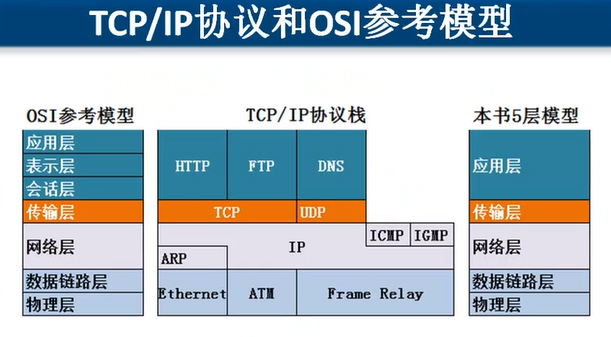 TCP/IP协议和OSI参考模型
OSI参考模型
TCP/IP协议栈
本书5层模型
应用层
表示层
会话层
传输层
网络层
数据链路层
物理层
HTTP
FTP
DNS
TCP
UDP
ICMP
IGMP
IP
ARP
Ethernet
ATM
Frame Relay
应用层
传输层
网络层
数据链路层
物理层